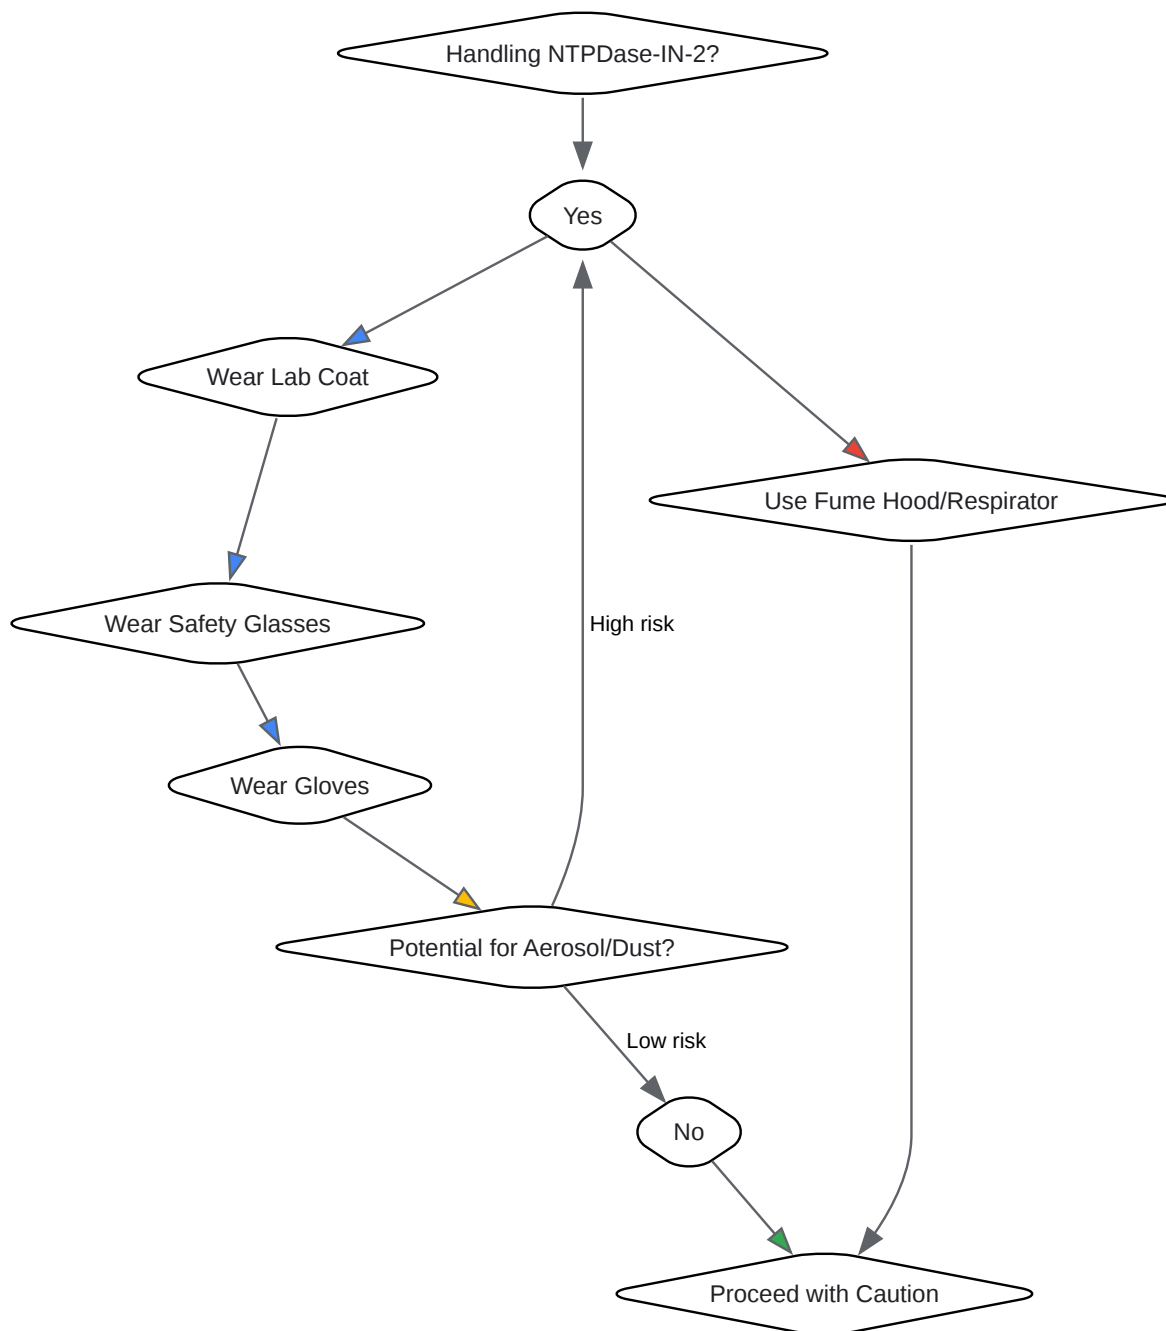 Handling NTPDase-IN-2?
Yes
Wear Lab Coat
Use Fume Hood/Respirator
Wear Safety Glasses
High risk
Wear Gloves
Potential for Aerosol/Dust?
Low risk
No
Proceed with Caution